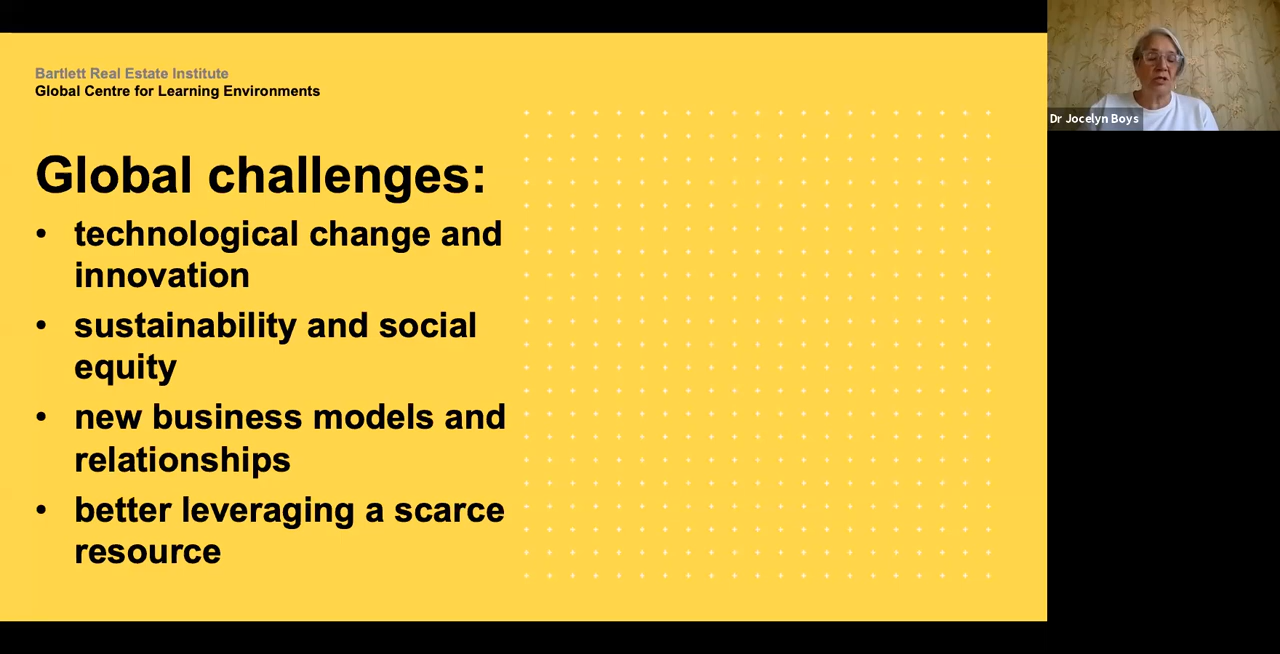 Bartlett Real Estate Institute
Global Centre for Learning Environments
Global challenges:
• technological change and
innovation
• sustainability and social
equity
• new business models and
relationships
• better leveraging a scarce
resource
Dr Jocelyn Boys